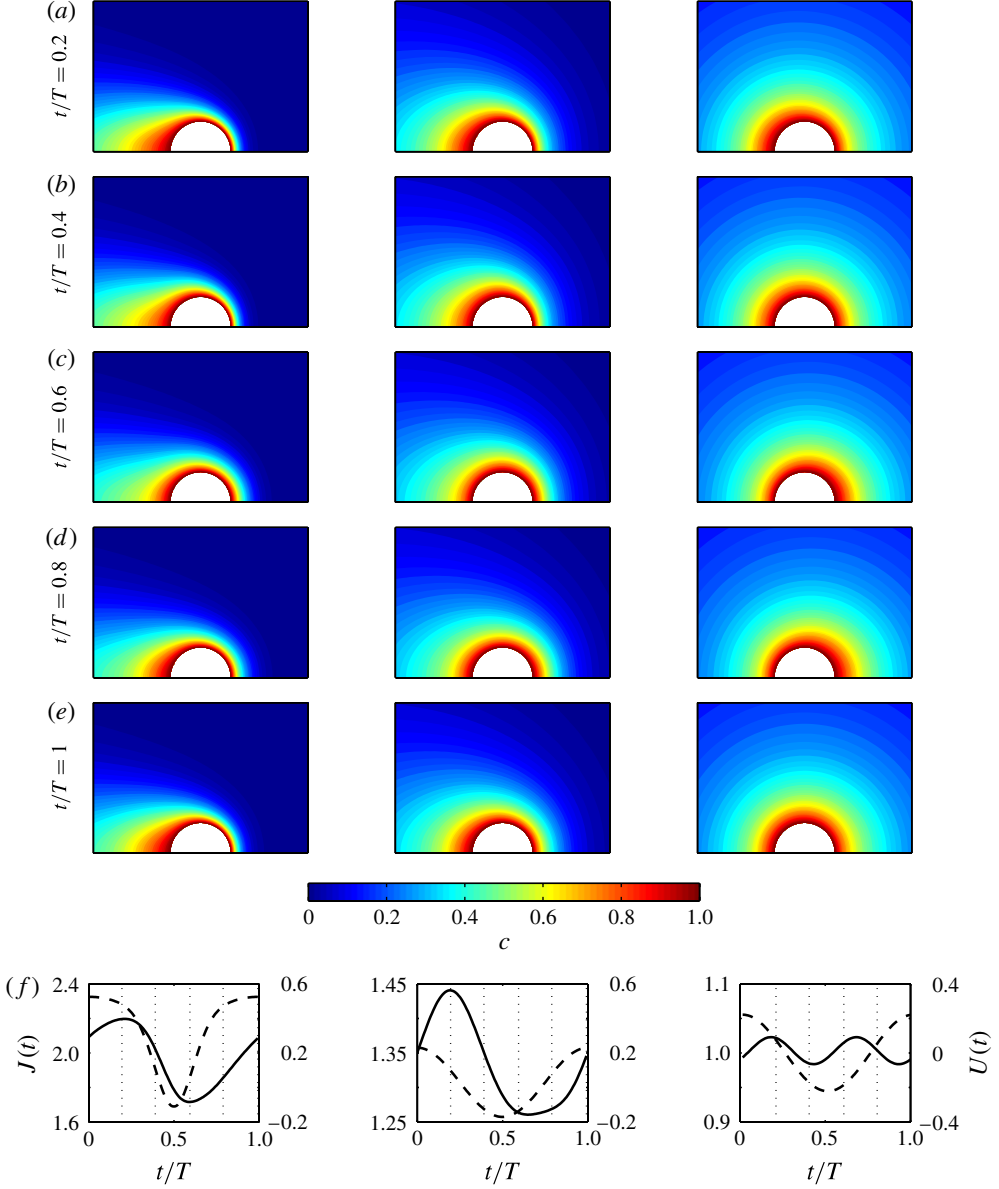 (a)
t/T = 0.2
(b)
t/T = 0.4
(c)
t/T = 0.6
(d)
t/T = 0.8
(e)
t/T = 1
0 0.2 0.4 0.6 0.8 1.0
c
(f)
2.4 0.6 1.45 0.6 1.1 0.4
J(t) 2.0 0.2 1.35 0.2 1.0 0 U(t)
1.6 −0.2 1.25 −0.2 0.9 −0.4
0 0.5 1.0 0 0.5 1.0 0 0.5 1.0
t/T t/T t/T